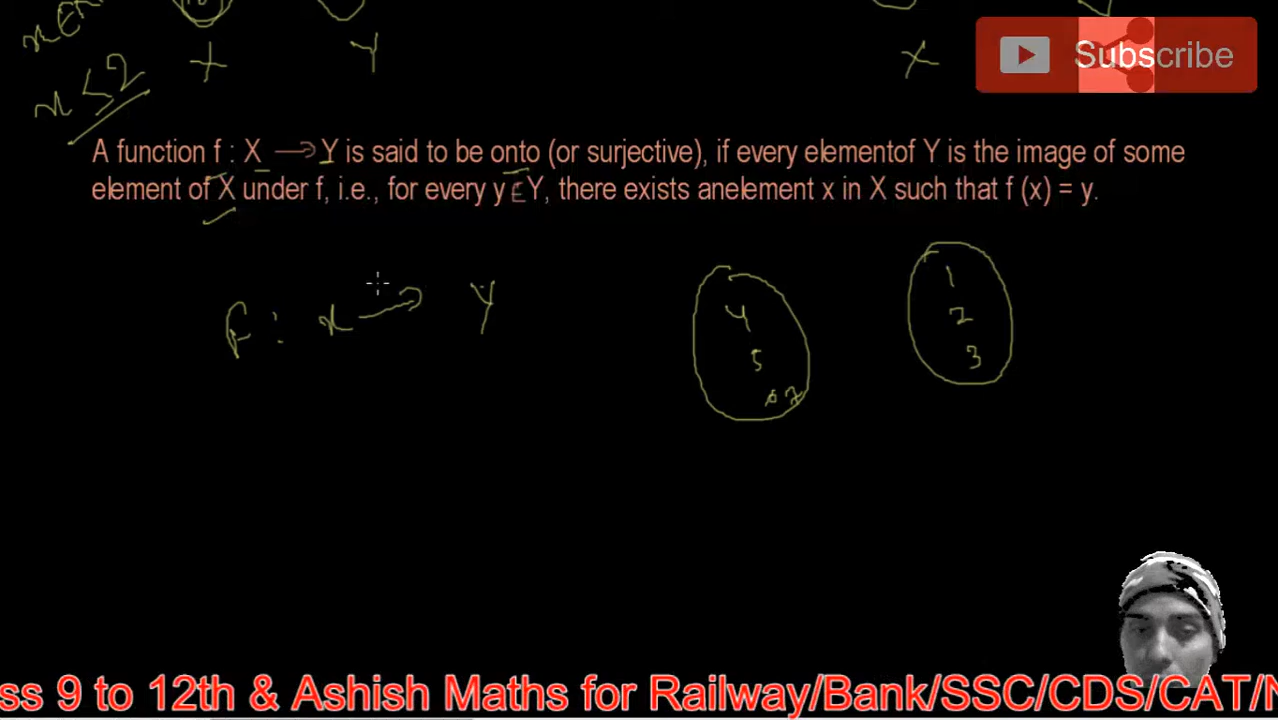 x ≤ 2
X Y X
Subscribe
A function f : X ⟶ Y is said to be onto (or surjective), if every elementof Y is the image of some
element of X under f, i.e., for every y ∈ Y, there exists anelement x in X such that f (x) = y.
F : x → y
4
5
1
2
3
ss 9 to 12th & Ashish Maths for Railway/Bank/SSC/CDS/CAT/N